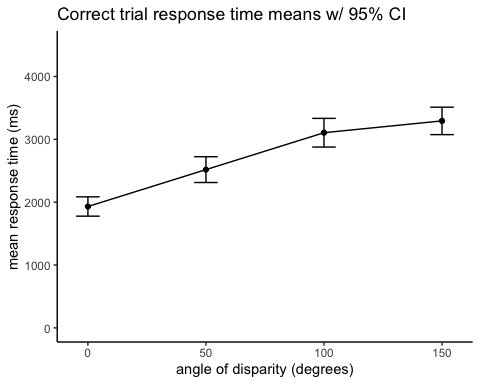 Correct trial response time means w/ 95% CI
mean response time (ms)
4000
3000
2000
1000
0
0 50 100 150
angle of disparity (degrees)